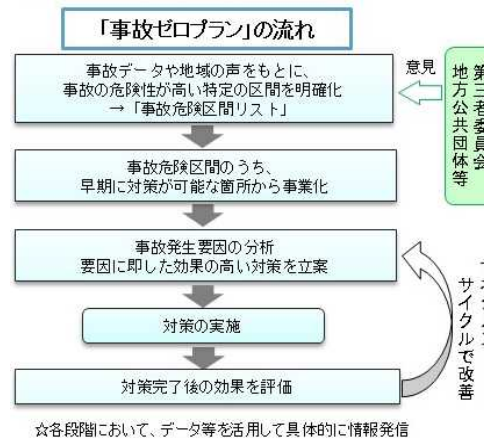 「事故ゼロプラン」の流れ
事故データや地域の声をもとに、
事故の危険性が高い特定の区間を明確化
→「事故危険区間リスト」
意見
第三者委員会
地方公共団体等
事故危険区間のうち、
早期に対策が可能な箇所から事業化
事故発生要因の分析
要因に即した効果の高い対策を立案
対策の実施
対策完了後の効果を評価
サイクルで改善
☆各段階において、データ等を活用して具体的に情報発信